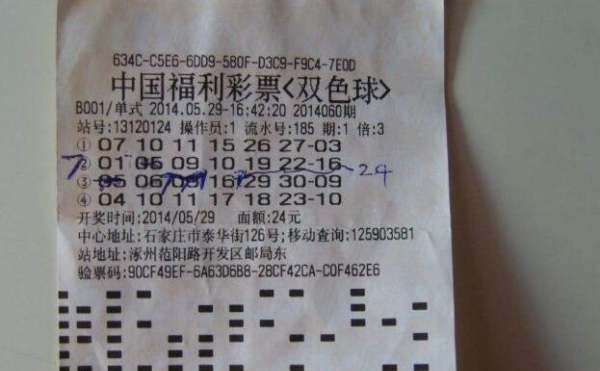 634C-C5E6-6DD9-580F-D3C9-F9C4-7E0D
中国福利彩票<双色球>
B001/单式 2014.05.29-16:42:20 2014060期
站号:13120124 操作员:1 流水号:185 期:1 倍:3
① 07 10 11 15 26 27-03
② 01 05 09 10 19 22-16
24
③ 05 06 08 16 29 30-09
④ 04 10 11 17 18 23-10
开奖时间:2014/05/29 面额:24元
中心地址:石家庄市泰华街126号;移动查询:125903581
站地址:涿州范阳路开发区邮局东
验票码:90CF49EF-6A63D6B8-28CF42CA-C0F462E6